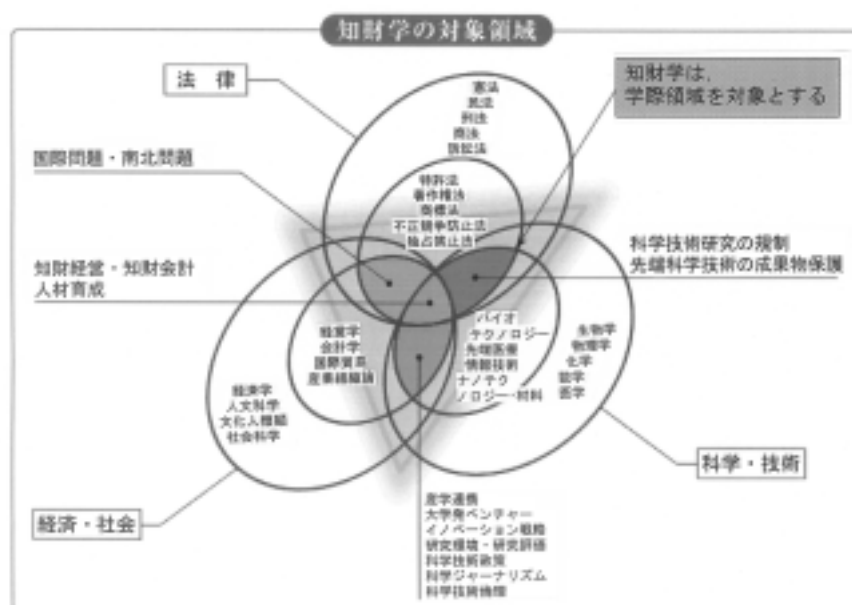 知財学の対象領域
法 律
知財学は、
学際領域を対象とする
憲法
民法
刑法
商法
訴訟法
国際問題・南北問題
特許法
著作権法
商標法
不正競争防止法
独占禁止法
知財経営・知財会計
人材育成
科学技術研究の規制
先端科学技術の成果物保護
経営学
会計学
国際貿易
産業組織論
バイオ
テクノロジー
先端医療
情報技術
ナノテク
ノロジー・材料
生物学
物理学
化学
医学
経済学
人文科学
社会科学
科学・技術
経済・社会
産学連携
大学発ベンチャー
イノベーション戦略
研究環境・研究評価
科学技術政策
科学ジャーナリズム
科学技術倫理